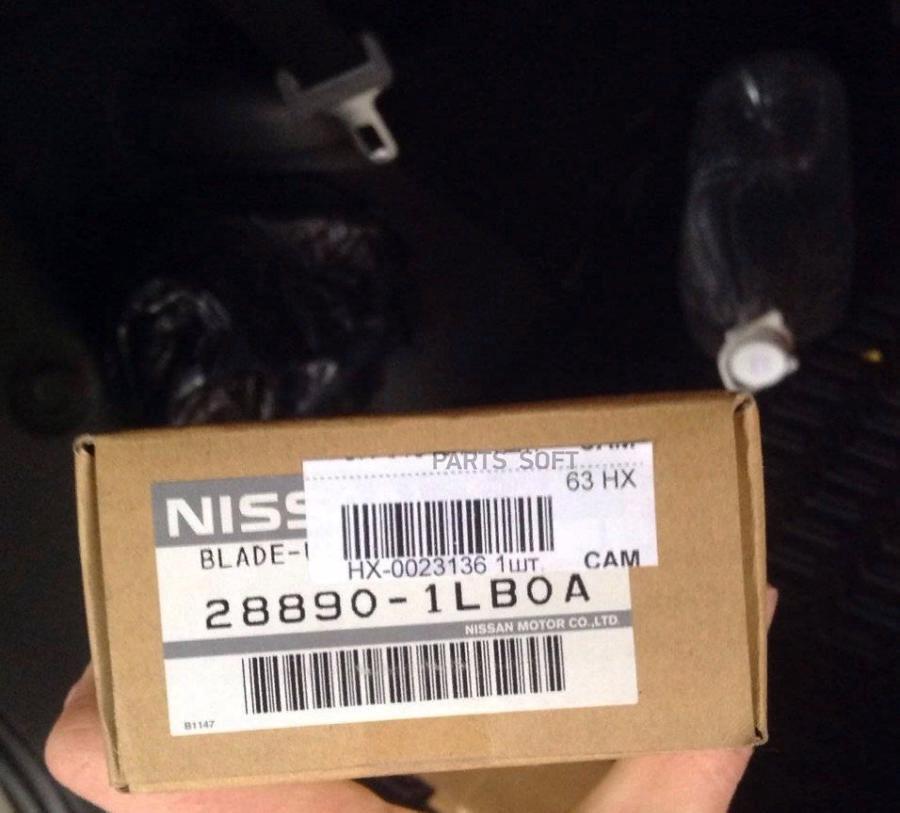 PARTS SOFT
63 HX
HX-0023136 1шт.
CAM
NISS
BLADE-
28890-1LB0A
NISSAN MOTOR CO.,LTD.
B1147